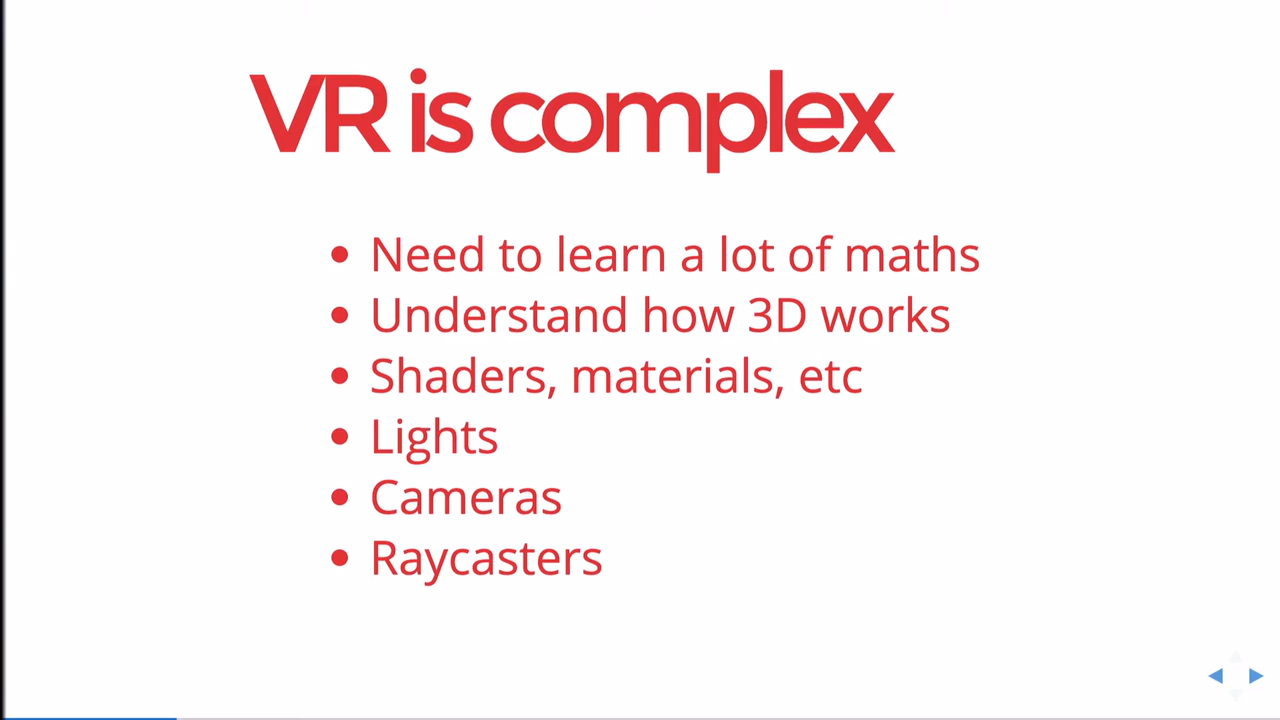 VR is complex
• Need to learn a lot of maths
• Understand how 3D works
• Shaders, materials, etc
• Lights
• Cameras
• Raycasters